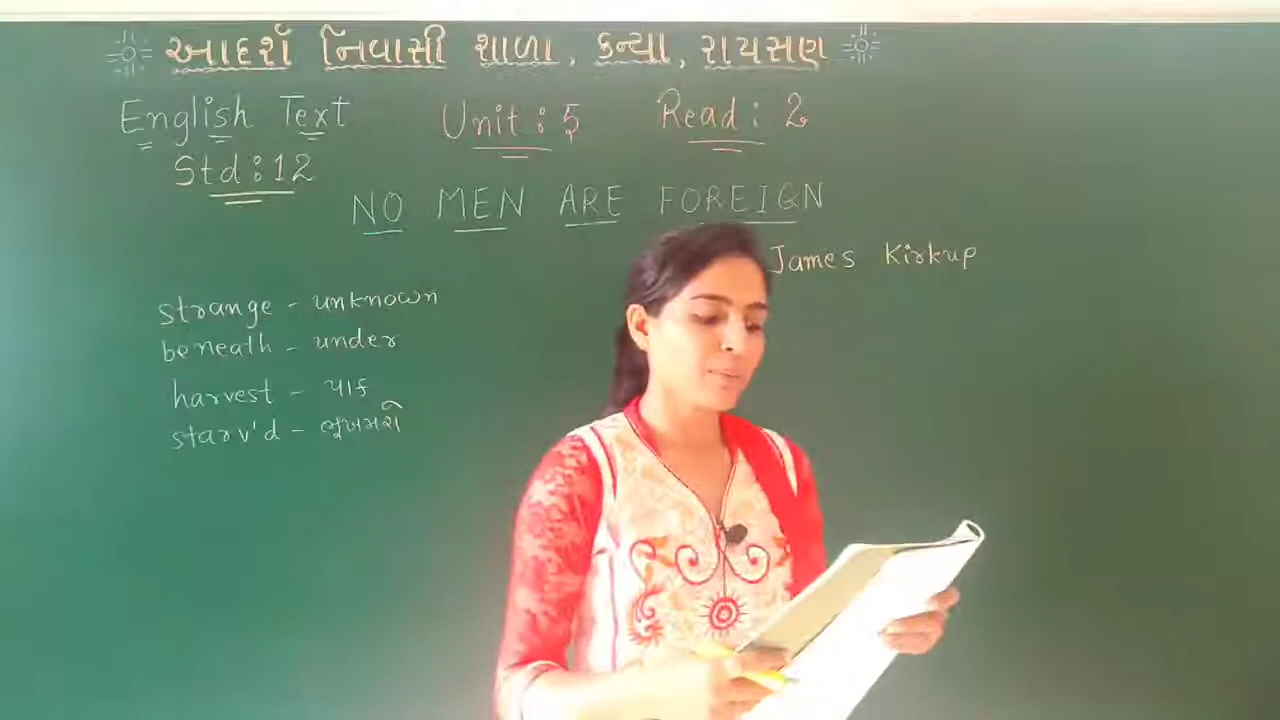 આદર્શ નિવાસી શાળા, કન્યા, રાયસણ
English Text Unit : 5 Read : 2
Std : 12
NO MEN ARE FOREIGN
James Kirkup
strange - unknown
beneath - under
harvest - પાક
starv'd - ભૂખમરો